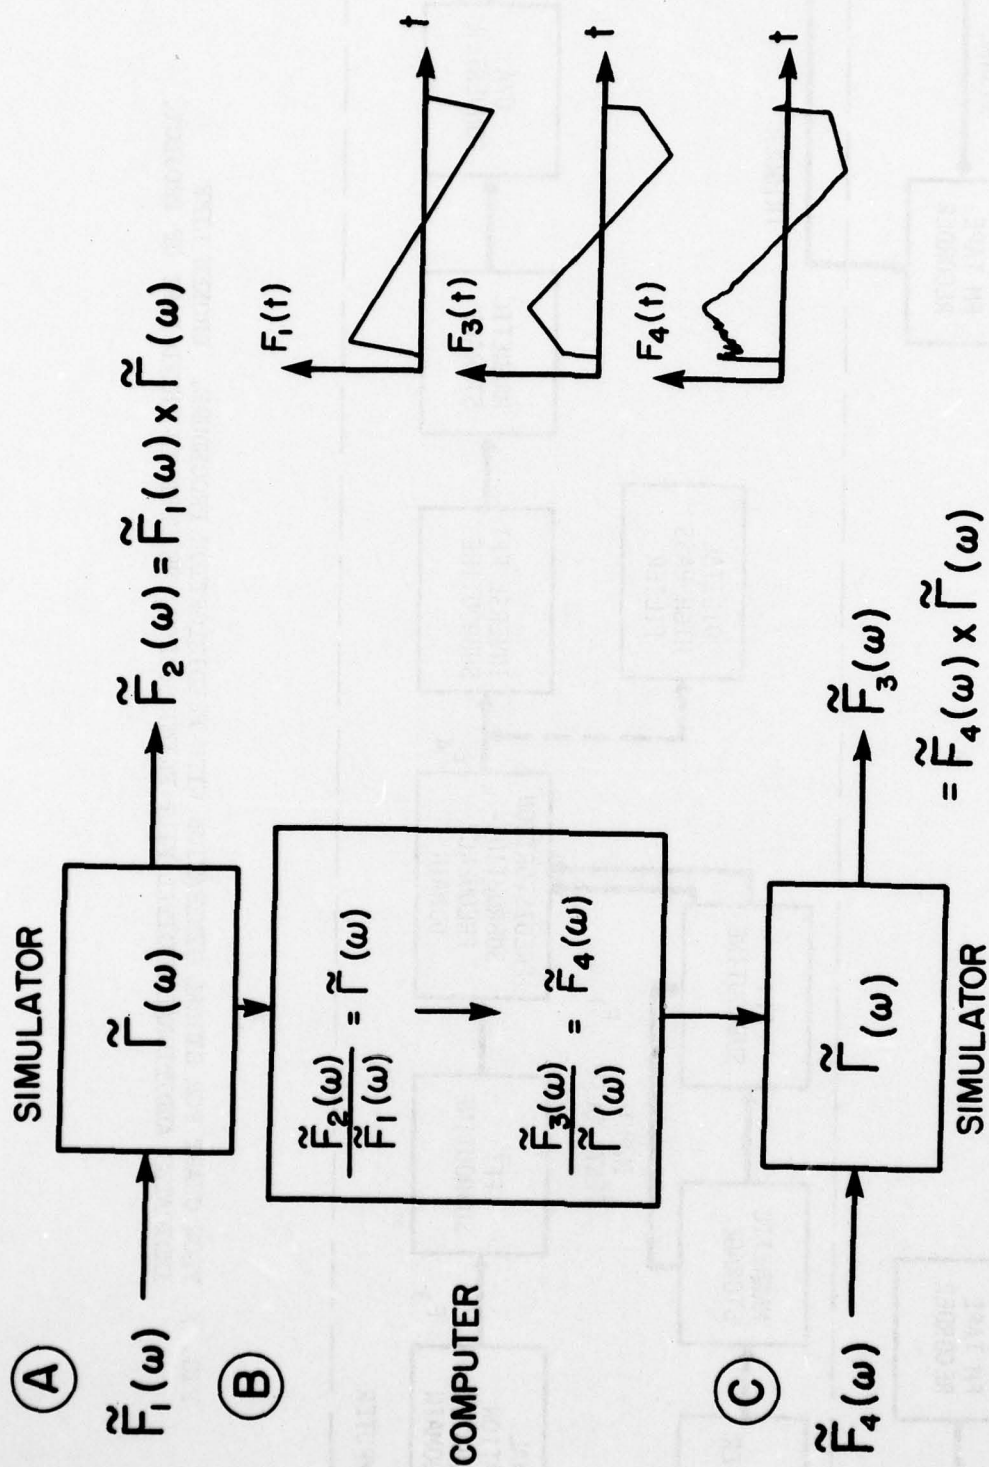 A
SIMULATOR
F̃₁(ω)
Γ̃(ω)
F̃₂(ω) = F̃₁(ω) x Γ̃(ω)
B
COMPUTER
F̃₂(ω)/F̃₁(ω) = Γ̃(ω)
F̃₃(ω)/Γ̃(ω) = F̃₄(ω)
C
F̃₄(ω)
Γ̃(ω)
SIMULATOR
F̃₃(ω)
= F̃₄(ω) x Γ̃(ω)
F₁(t)
t
F₃(t)
t
F₄(t)
t